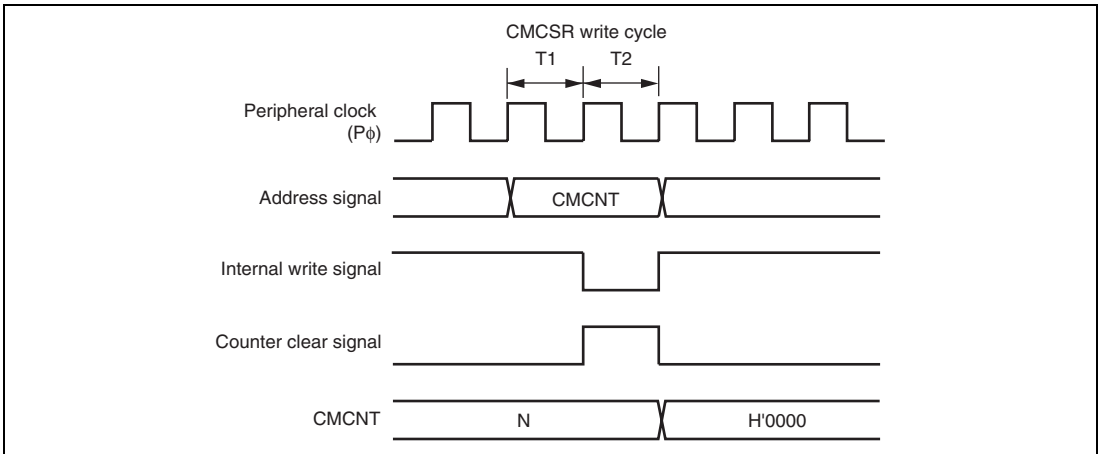 CMCSR write cycle
T1 T2
Peripheral clock
(Pϕ)
Address signal CMCNT
Internal write signal
Counter clear signal
CMCNT N H'0000